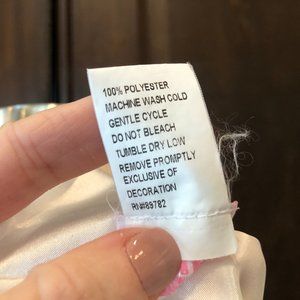 100% POLYESTER
MACHINE WASH COLD
GENTLE CYCLE
DO NOT BLEACH
TUMBLE DRY LOW
REMOVE PROMPTLY
EXCLUSIVE OF
DECORATION
RN#89782